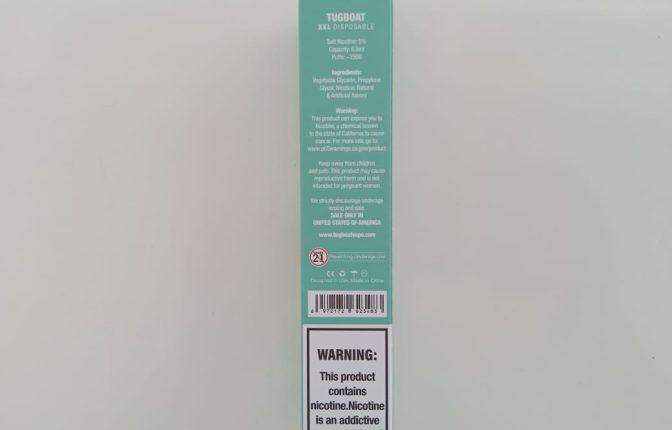 TUGBOAT
XXL DISPOSABLE
Salt Nicotine: 5%
Capacity: 6.5ml
Puffs: ~2500
Ingredients:
Vegetable Glycerin, Propylene
Glycol, Nicotine, Natural
& Artificial flavors
Warning:
This product can expose you to
Nicotine, a chemical known
to the state of California to cause
cancer. For more info, go to:
www.p65warnings.ca.gov/product
Keep away from children
and pets. This product may cause
reproductive harm and is not
intended for pregnant women.
We strictly discourage underage
vaping and sale
SALE ONLY IN
UNITED STATES OF AMERICA
www.tugboatvape.com
21
Preventing Underage Use
CE
Designed in USA, Made in China
WARNING:
This product
contains
nicotine.Nicotine
is an addictive